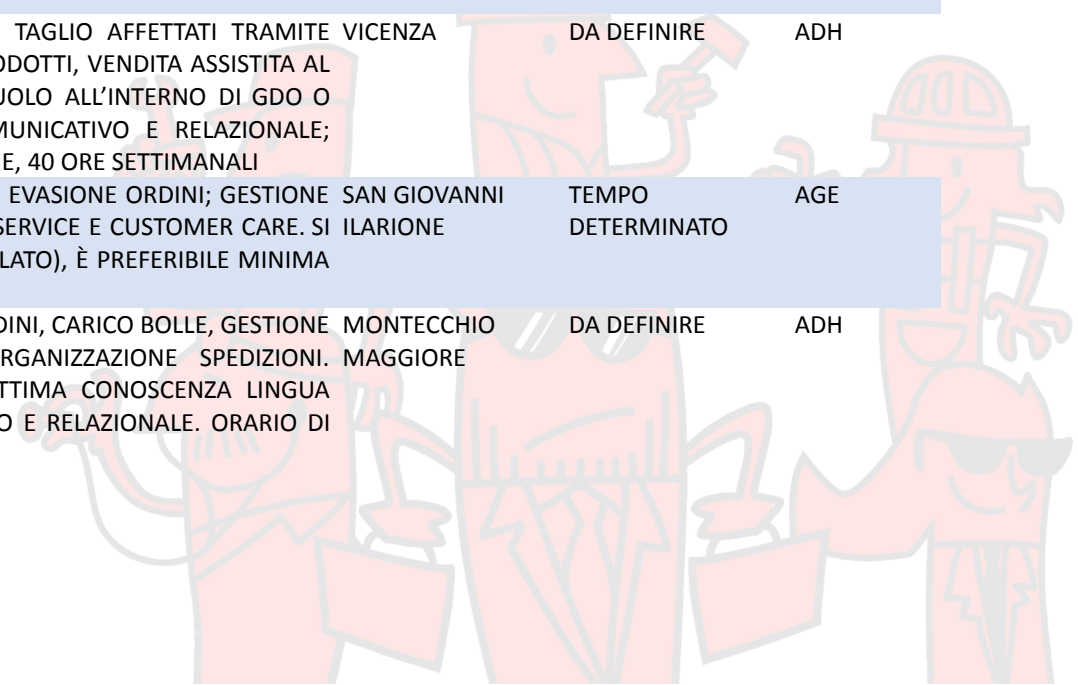 TAGLIO AFFETTATI TRAMITE VICENZA DA DEFINIRE ADH
ODOTTI, VENDITA ASSISTITA AL
UOLO ALL'INTERNO DI GDO O
MUNICATIVO E RELAZIONALE;
E, 40 ORE SETTIMANALI
EVASIONE ORDINI; GESTIONE SAN GIOVANNI TEMPO AGE
SERVICE E CUSTOMER CARE. SI ILARIONE DETERMINATO
LATO), È PREFERIBILE MINIMA
DINI, CARICO BOLLE, GESTIONE MONTECCHIO DA DEFINIRE ADH
RGANIZZAZIONE SPEDIZIONI. MAGGIORE
TTIMA CONOSCENZA LINGUA
O E RELAZIONALE. ORARIO DI